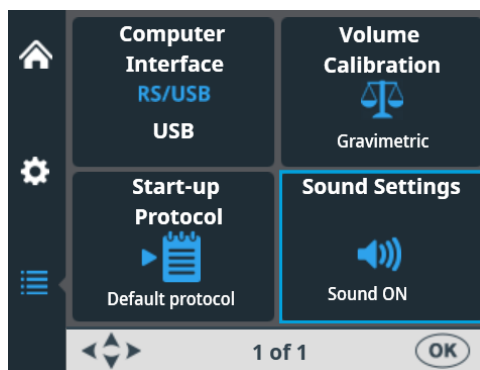 Computer
Interface
RS/USB
USB
Volume
Calibration
Gravimetric
Start-up
Protocol
Default protocol
Sound Settings
Sound ON
1 of 1
OK